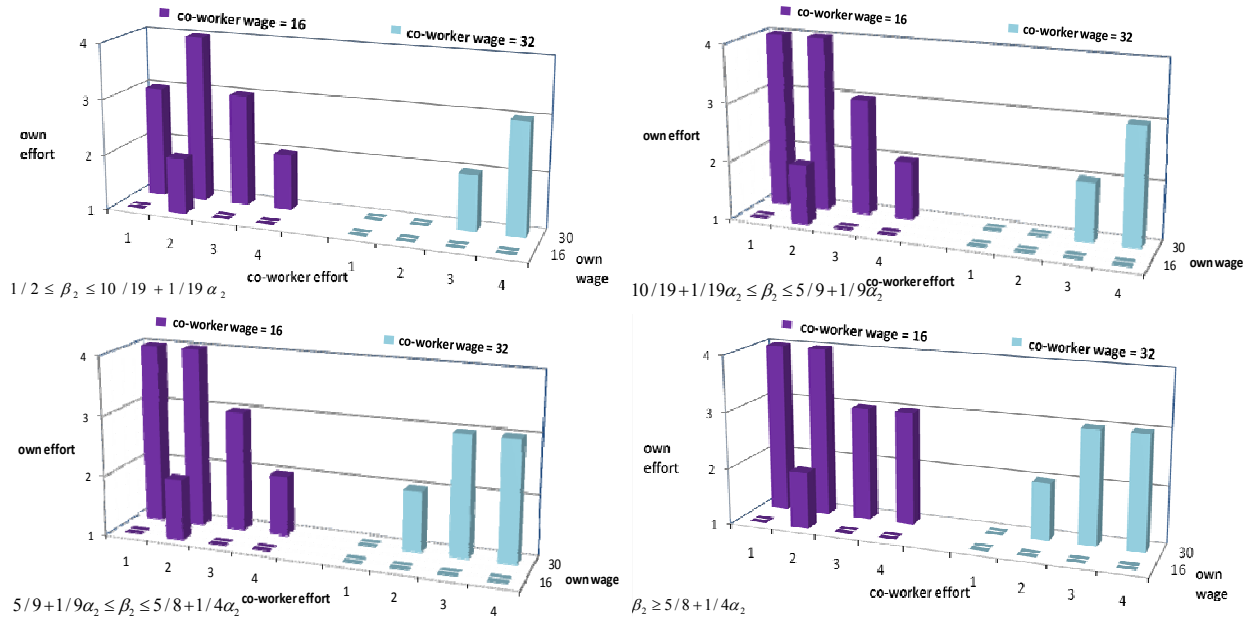 co-worker wage = 16
co-worker wage = 32
4
3
2
1
own
effort
1
2
3
4
1
2
3
4
co-worker effort
30
16
own
wage
1/2 ≤ β₂ ≤ 10/19 + 1/19 α₂
co-worker wage = 16
co-worker wage = 32
4
3
2
1
own effort
1
2
3
4
1
2
3
4
co-worker effort
30
16
own wage
10/19+1/19α₂ ≤ β₂ ≤ 5/9+1/9α₂
co-worker wage = 16
co-worker wage = 32
4
3
2
1
own effort
1
2
3
4
1
2
3
4
co-worker effort
30
16
own wage
5/9+1/9α₂ ≤ β₂ ≤ 5/8+1/4α₂
co-worker wage = 16
co-worker wage = 32
4
3
2
1
own
effort
1
2
3
4
1
2
3
4
co-worker effort
30
16
own
wage
β₂ ≥ 5/8+1/4α₂